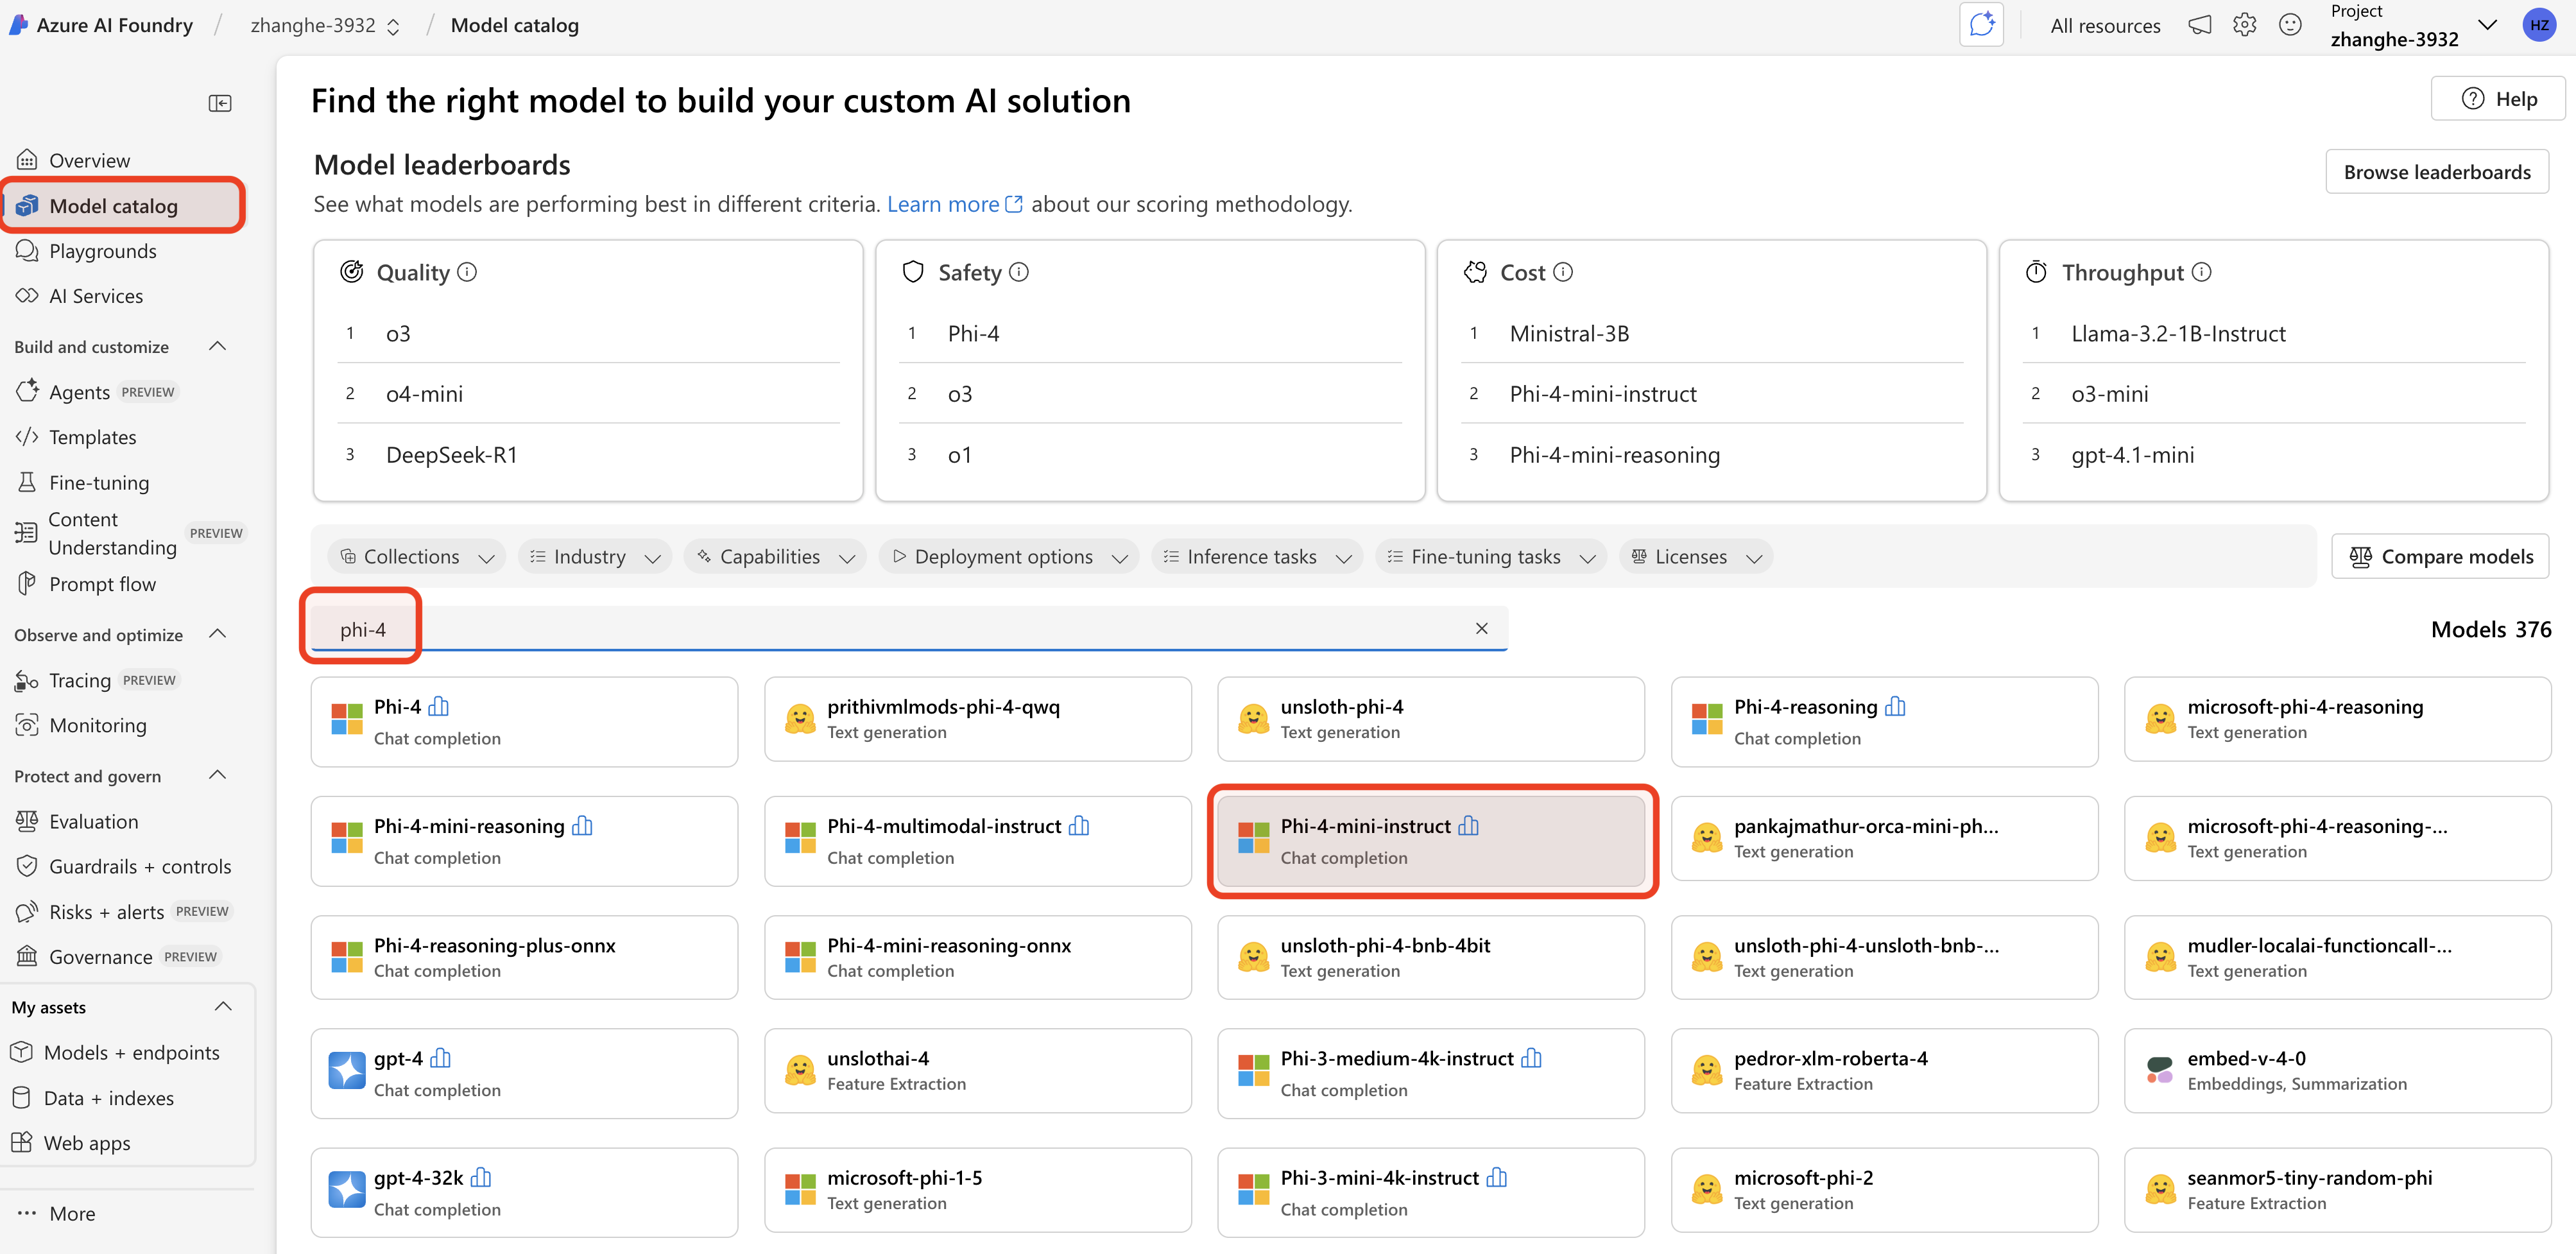 Azure AI Foundry / zhanghe-3932 / Model catalog
All resources
Project
zhanghe-3932
HZ
Overview
Model catalog
Playgrounds
AI Services
Build and customize
Agents PREVIEW
Templates
Fine-tuning
Content
Understanding PREVIEW
Prompt flow
Observe and optimize
Tracing PREVIEW
Monitoring
Protect and govern
Evaluation
Guardrails + controls
Risks + alerts PREVIEW
Governance PREVIEW
My assets
Models + endpoints
Data + indexes
Web apps
More
Find the right model to build your custom AI solution
Help
Model leaderboards
See what models are performing best in different criteria. Learn more about our scoring methodology.
Browse leaderboards
Quality
1 o3
2 o4-mini
3 DeepSeek-R1
Safety
1 Phi-4
2 o3
3 o1
Cost
1 Ministral-3B
2 Phi-4-mini-instruct
3 Phi-4-mini-reasoning
Throughput
1 Llama-3.2-1B-Instruct
2 o3-mini
3 gpt-4.1-mini
Collections Industry Capabilities Deployment options Inference tasks Fine-tuning tasks Licenses
Compare models
phi-4
Models 376
Phi-4
Chat completion
prithivmlmods-phi-4-qwq
Text generation
unsloth-phi-4
Text generation
Phi-4-reasoning
Chat completion
microsoft-phi-4-reasoning
Text generation
Phi-4-mini-reasoning
Chat completion
Phi-4-multimodal-instruct
Chat completion
Phi-4-mini-instruct
Chat completion
pankajmathur-orca-mini-ph...
Text generation
microsoft-phi-4-reasoning-...
Text generation
Phi-4-reasoning-plus-onnx
Chat completion
Phi-4-mini-reasoning-onnx
Chat completion
unsloth-phi-4-bnb-4bit
Text generation
unsloth-phi-4-unsloth-bnb-...
Text generation
mudler-localai-functioncall-...
Text generation
gpt-4
Chat completion
unslothai-4
Feature Extraction
Phi-3-medium-4k-instruct
Chat completion
pedror-xlm-roberta-4
Feature Extraction
embed-v-4-0
Embeddings, Summarization
gpt-4-32k
Chat completion
microsoft-phi-1-5
Text generation
Phi-3-mini-4k-instruct
Chat completion
microsoft-phi-2
Text generation
seanmor5-tiny-random-phi
Feature Extraction